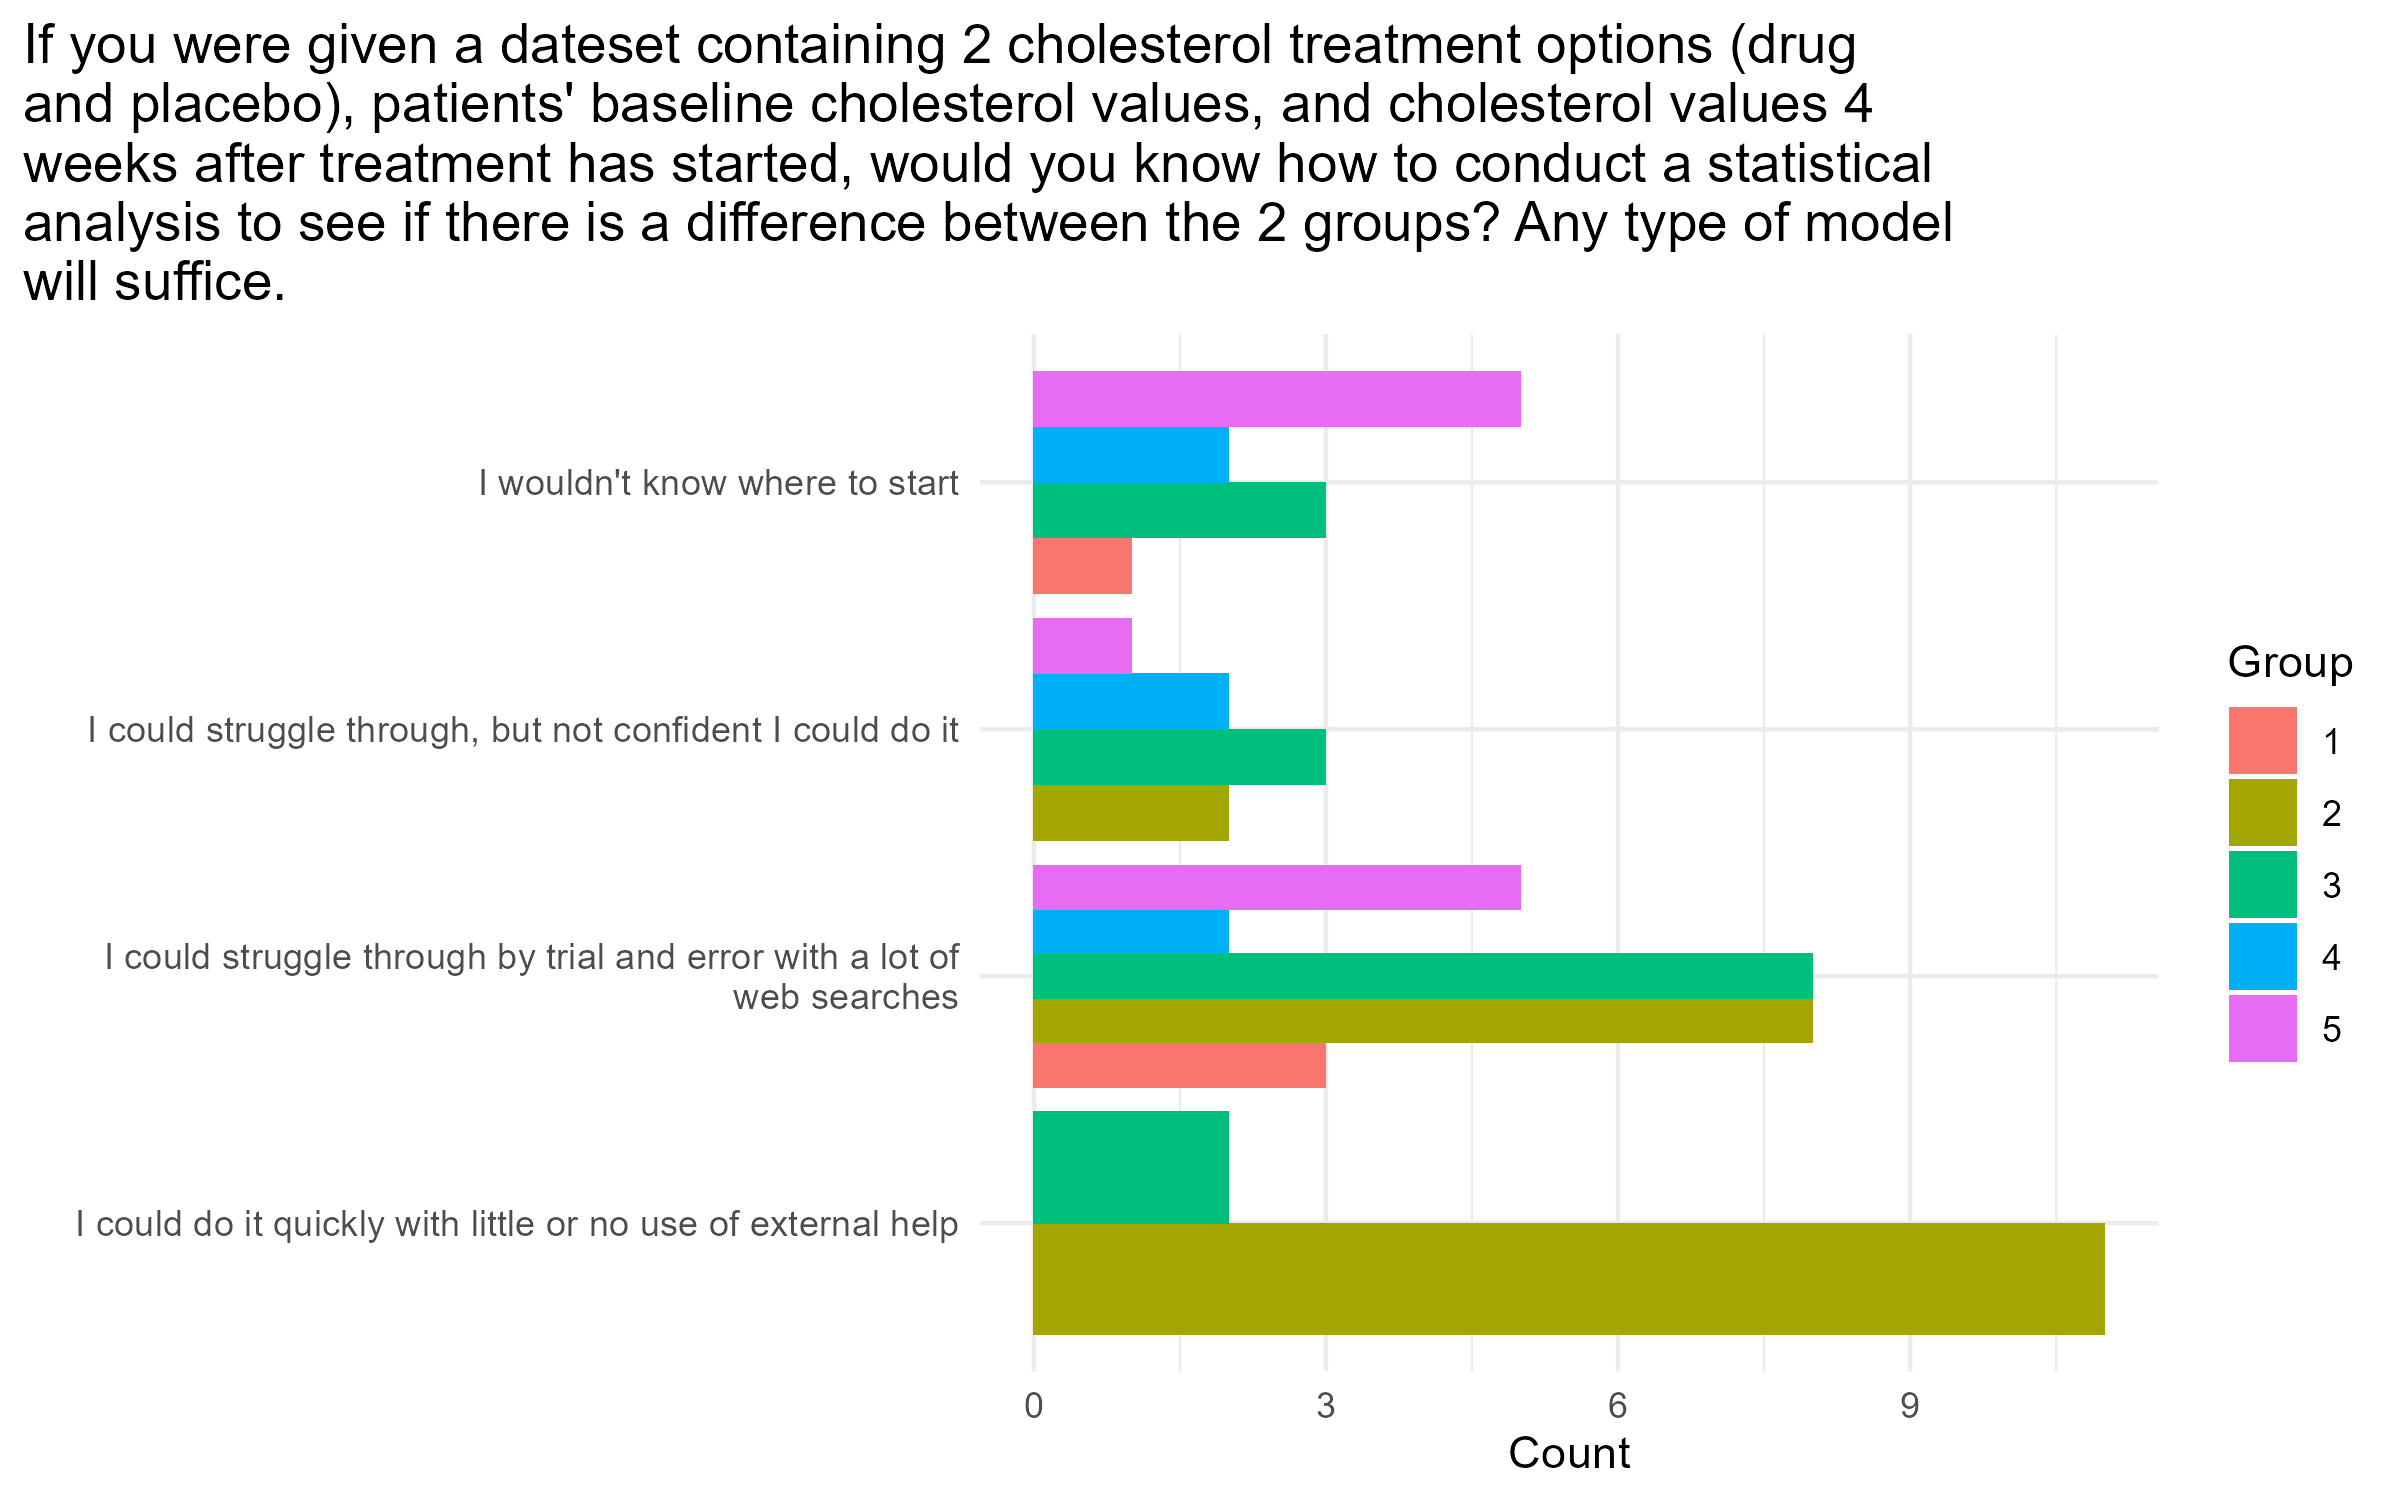 If you were given a dateset containing 2 cholesterol treatment options (drug
and placebo), patients' baseline cholesterol values, and cholesterol values 4
weeks after treatment has started, would you know how to conduct a statistical
analysis to see if there is a difference between the 2 groups? Any type of model
will suffice.
I wouldn't know where to start
I could struggle through, but not confident I could do it
I could struggle through by trial and error with a lot of
web searches
I could do it quickly with little or no use of external help
0
3
6
9
Count
Group
1
2
3
4
5